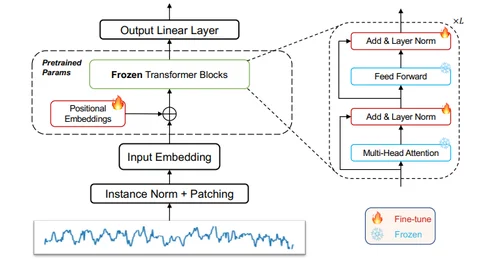 Output Linear Layer
Pretrained
Params
Frozen Transformer Blocks
Positional
Embeddings
Input Embedding
Instance Norm + Patching
×L
Add & Layer Norm
Feed Forward
Add & Layer Norm
Multi-Head Attention
Fine-tune
Frozen